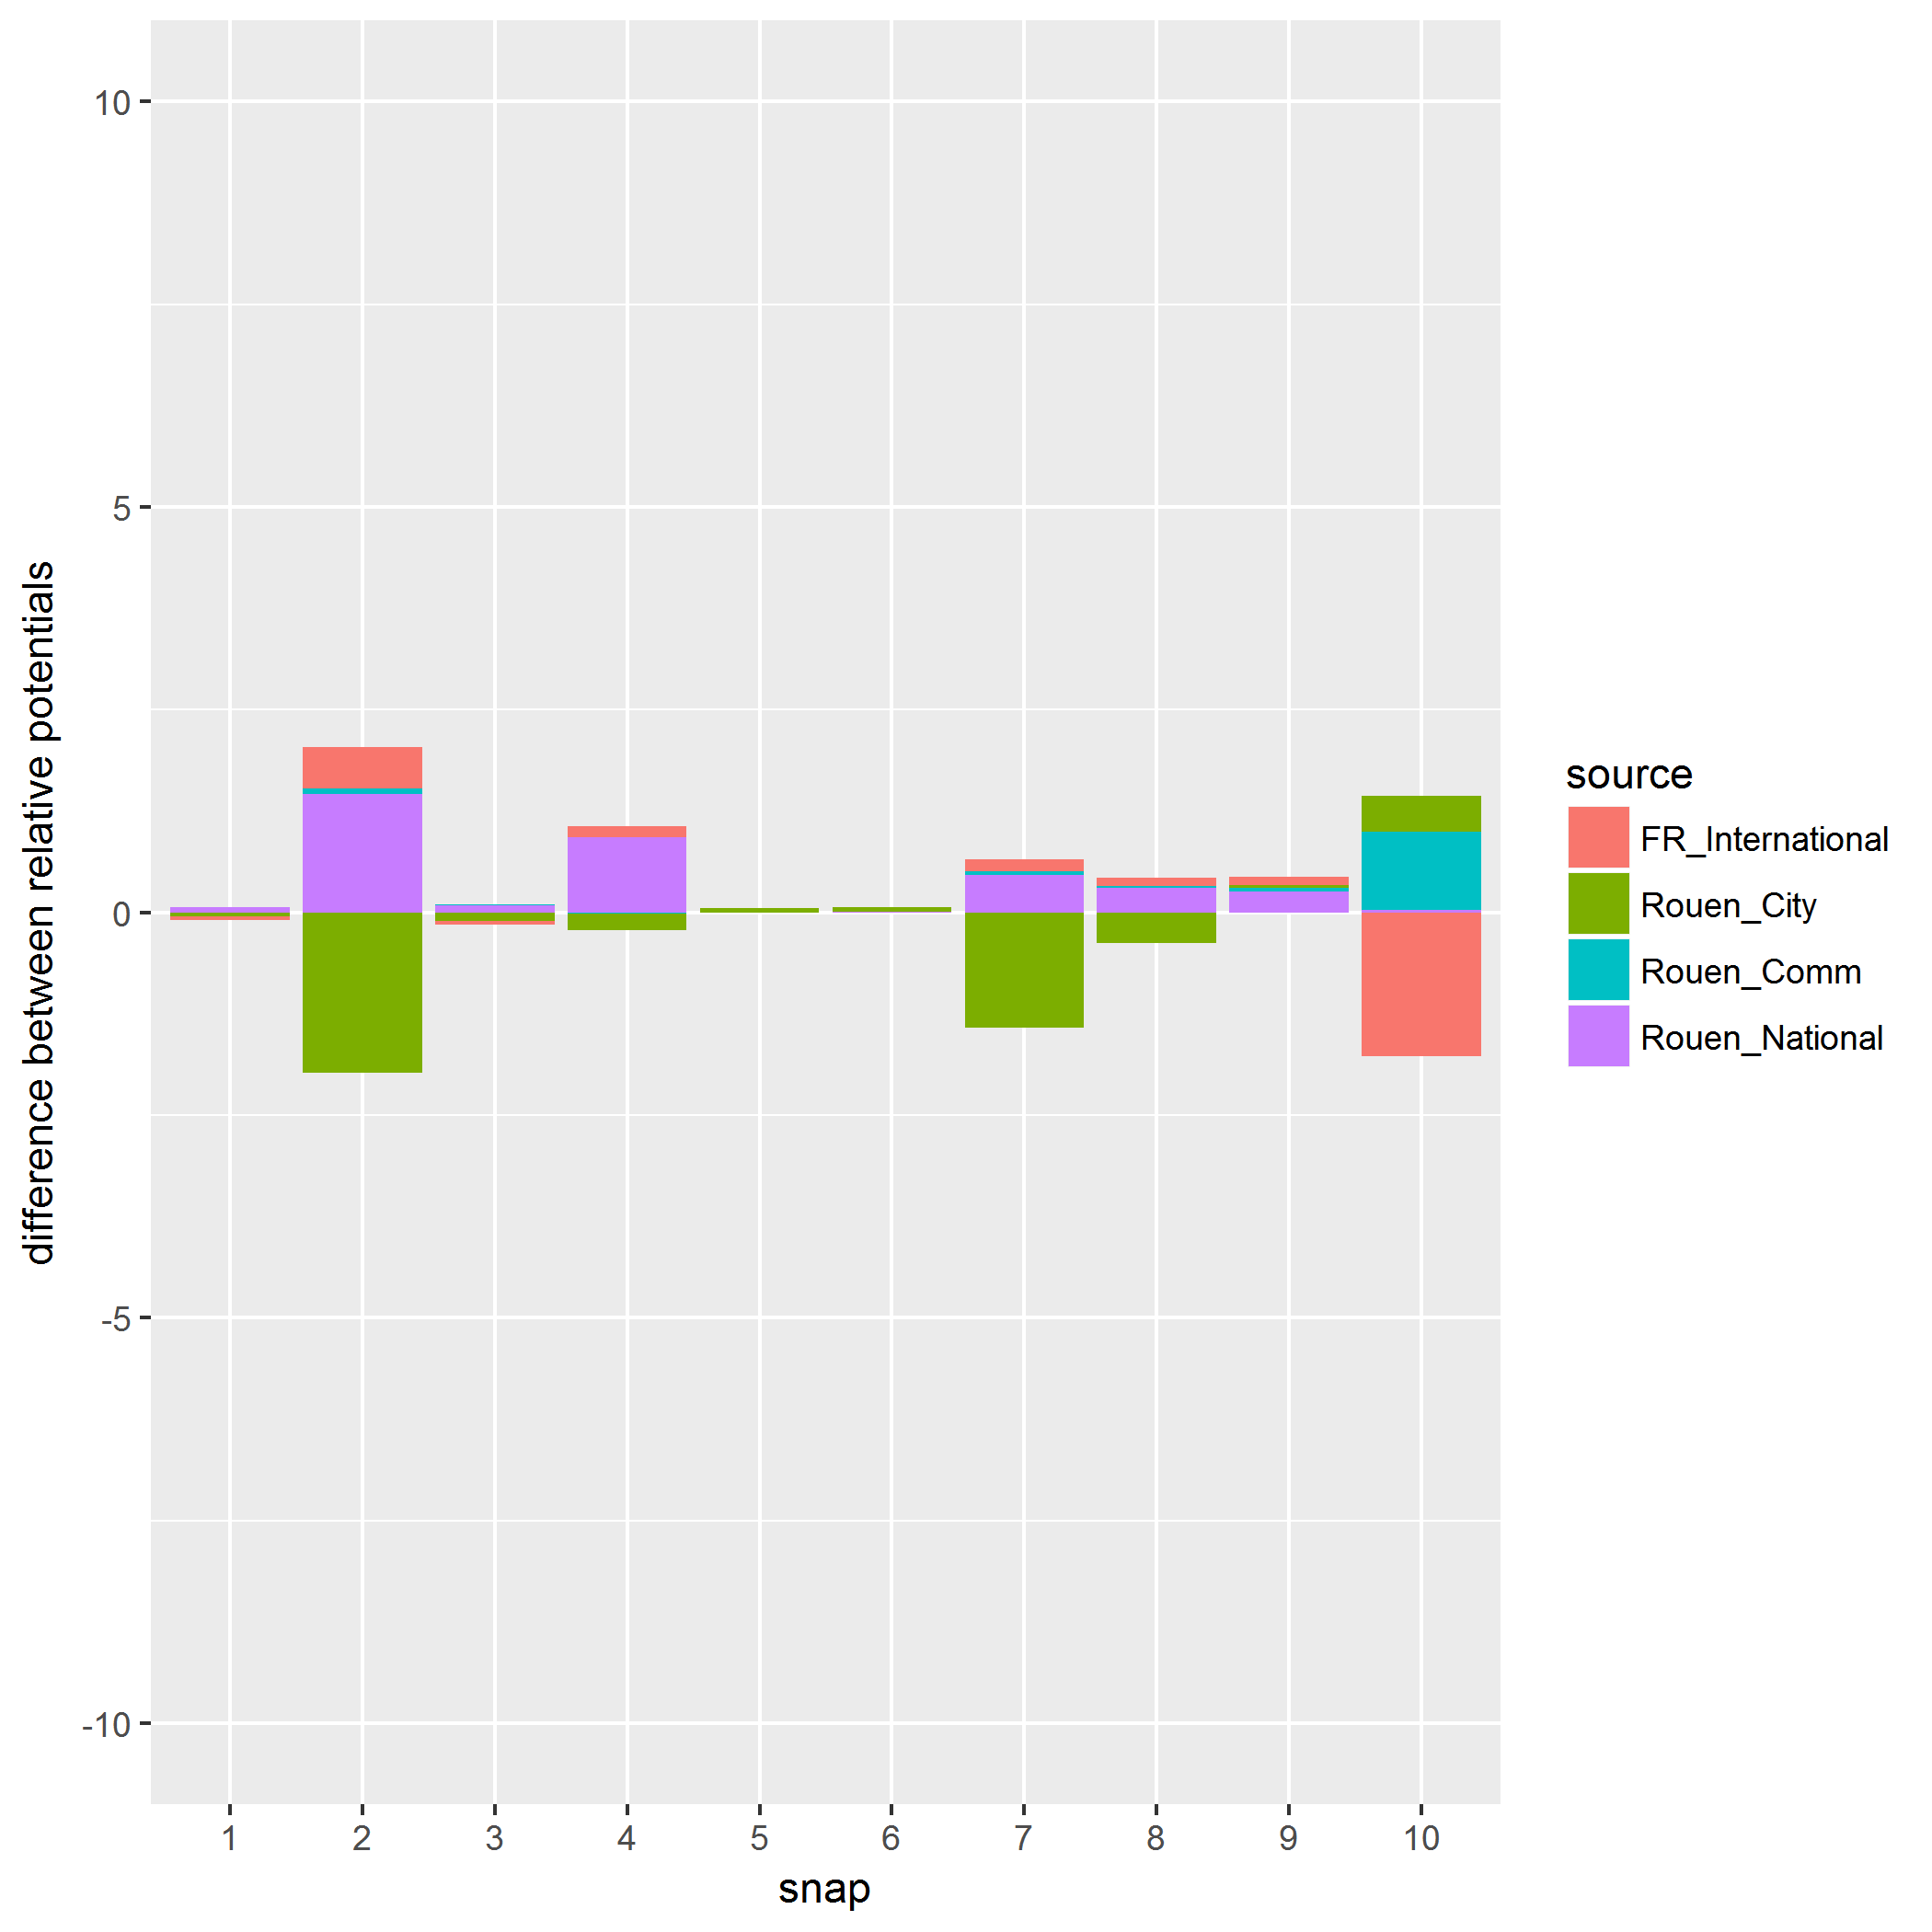 difference between relative potentials
10
5
0
-5
-10
1 2 3 4 5 6 7 8 9 10
snap
source
FR_International
Rouen_City
Rouen_Comm
Rouen_National